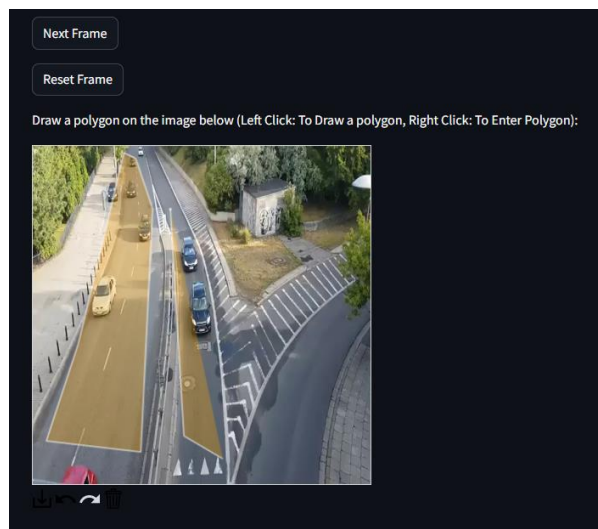 Next Frame
Reset Frame
Draw a polygon on the image below (Left Click: To Draw a polygon, Right Click: To Enter Polygon):